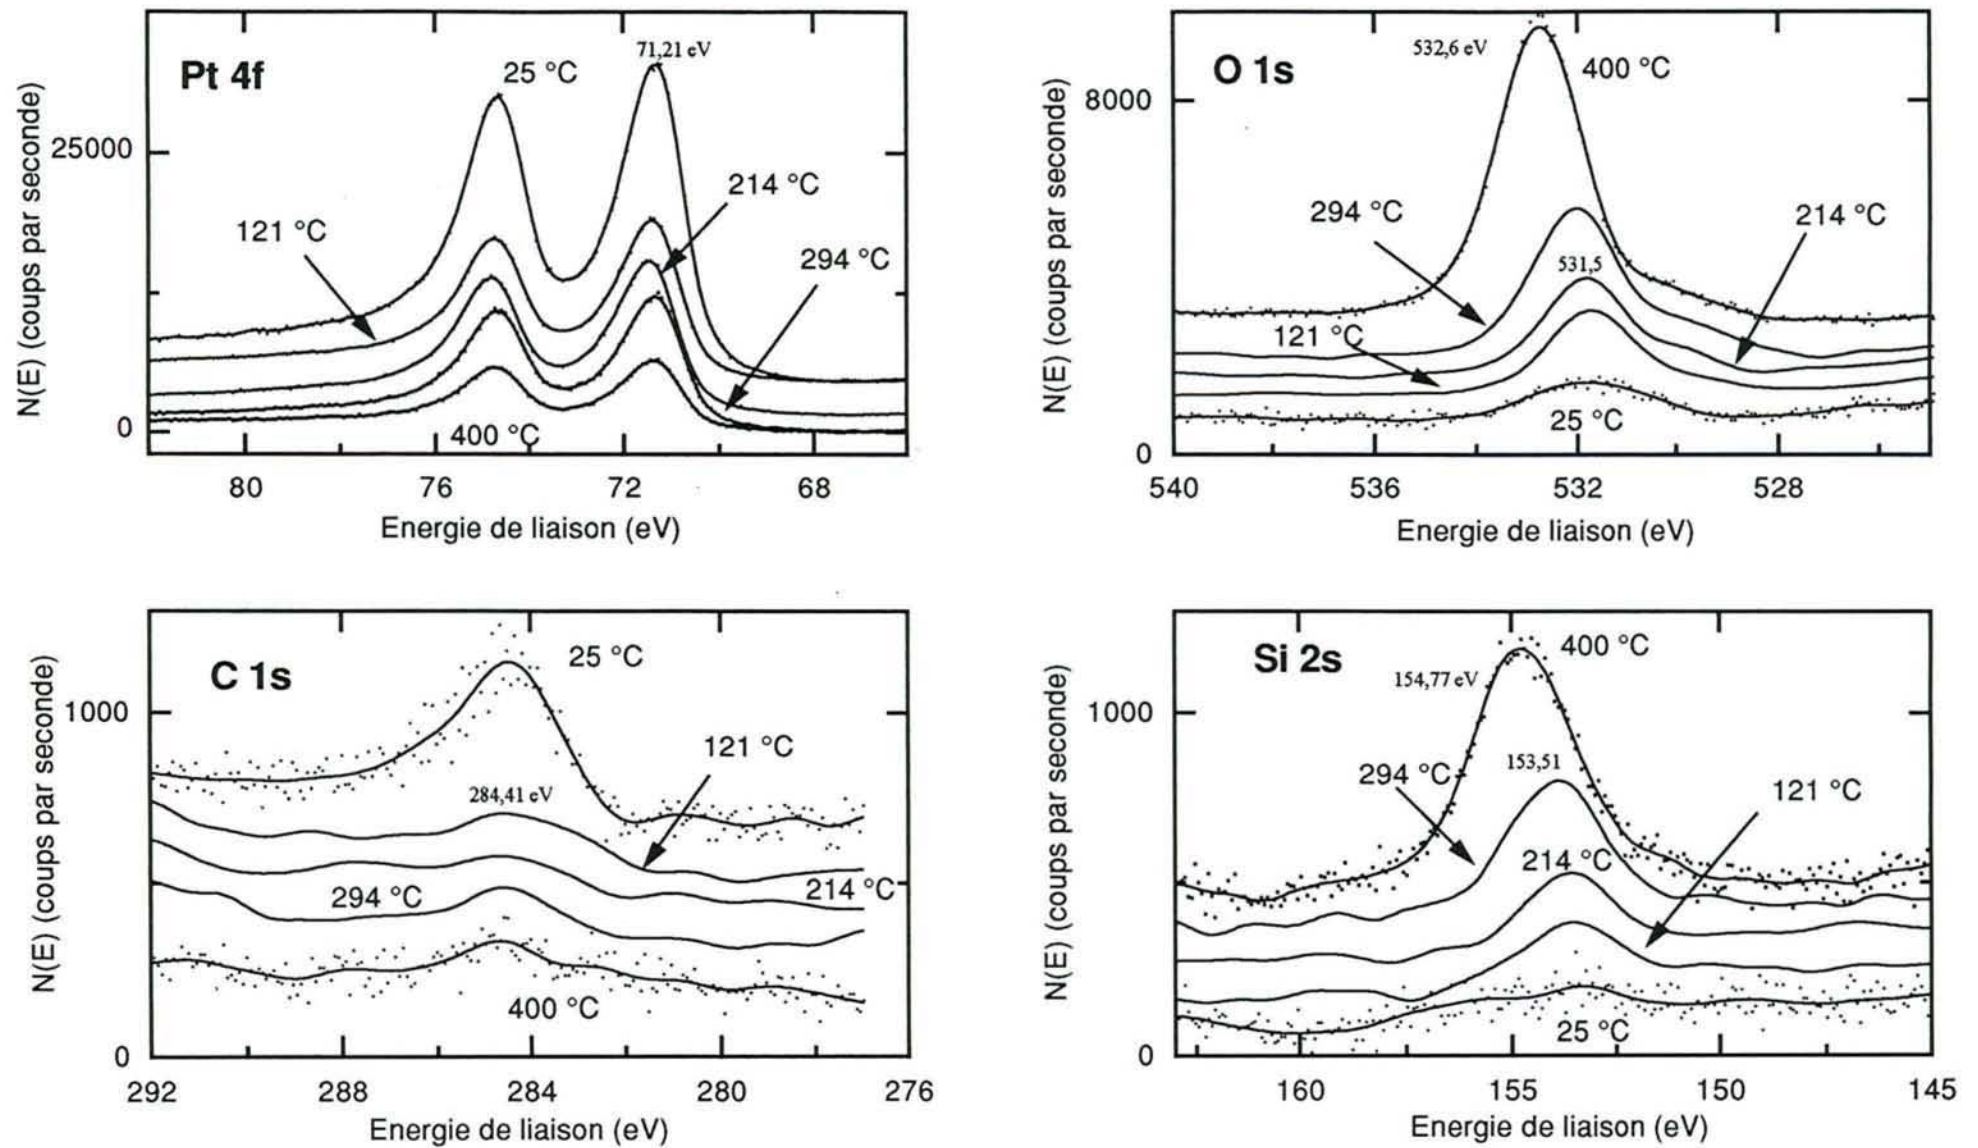 Pt 4f
71,21 eV
25 °C
25000
214 °C
121 °C
294 °C
0
400 °C
80 76 72 68
Energie de liaison (eV)
N(E) (coups par seconde)
O 1s
532,6 eV
400 °C
8000
294 °C
214 °C
531,5
121 °C
25 °C
0
540 536 532 528
Energie de liaison (eV)
N(E) (coups par seconde)
C 1s
25 °C
1000
121 °C
284,41 eV
214 °C
294 °C
400 °C
0
292 288 284 280 276
Energie de liaison (eV)
N(E) (coups par seconde)
Si 2s
400 °C
154,77 eV
1000
153,51
294 °C
121 °C
214 °C
25 °C
0
160 155 150 145
Energie de liaison (eV)
N(E) (coups par seconde)